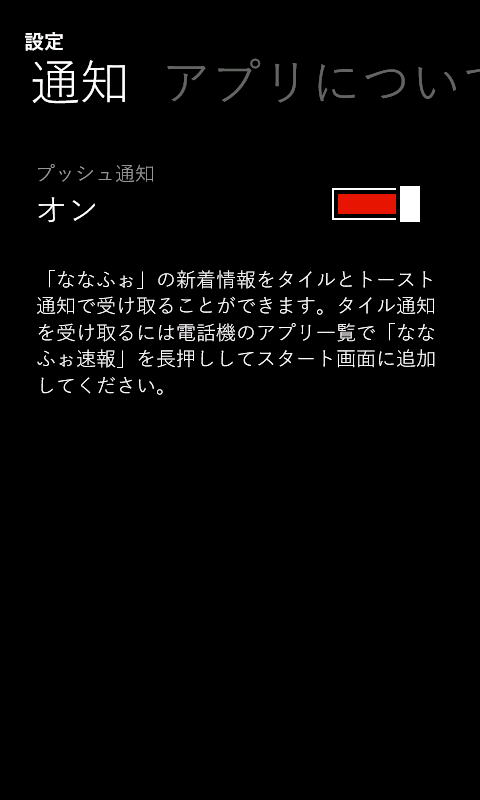 設定
通知 アプリについて
プッシュ通知
オン
「ななふぉ」の新着情報をタイルとトースト
通知で受け取ることができます。タイル通知
を受け取るには電話機のアプリ一覧で「なな
ふぉ速報」を長押ししてスタート画面に追加
してください。